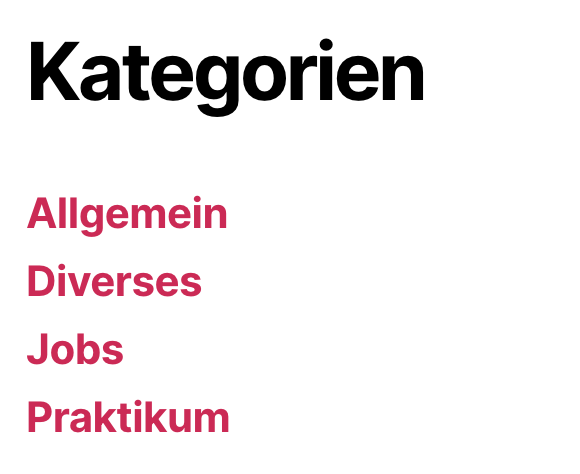 Kategorien
Allgemein
Diverses
Jobs
Praktikum